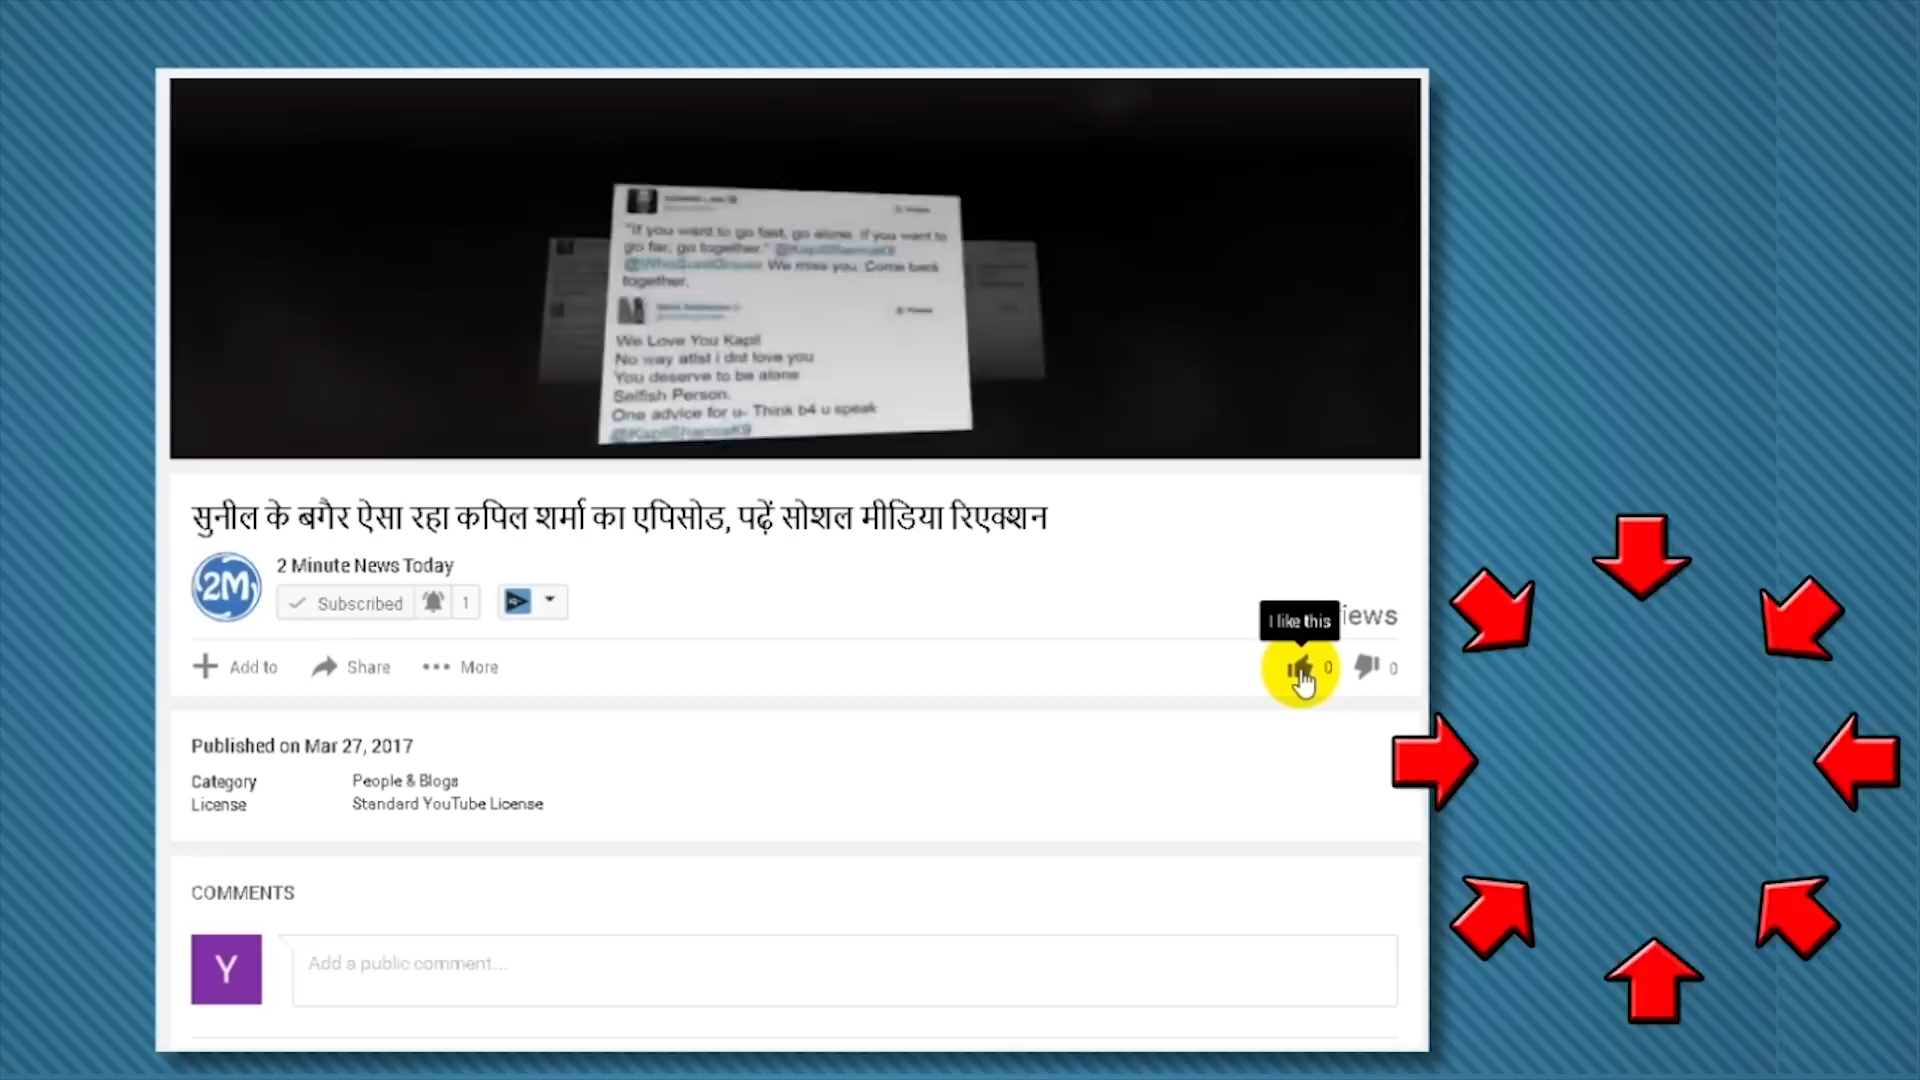 "If you want to go fast, go alone. If you want to
go far, go together." @KapilSharmaK9
@WhoSunilGrover We miss you. Come back
together.
We Love You Kapil
No way atlst i dnt love you
You deserve to be alone
Selfish Person.
One advice for u- Think b4 u speak
@KapilSharmaK9
सुनील के बगैर ऐसा रहा कपिल शर्मा का एपिसोड, पढ़ें सोशल मीडिया रिएक्शन
2M
2 Minute News Today
Subscribed 1
I like this iews
Add to Share More 0 0
Published on Mar 27, 2017
Category People & Blogs
License Standard YouTube License
COMMENTS
Y
Add a public comment...